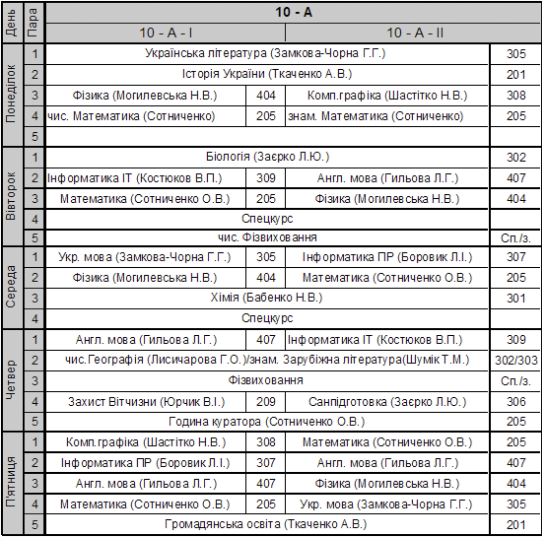 День Пара 10 - А
10 - А - I 10 - А - II
Понеділок
1 Українська література (Замкова-Чорна Г.Г.) 305
2 Історія України (Ткаченко А.В.) 201
3 Фізика (Могилевська Н.В.) 404 Комп.графіка (Шастітко Н.В.) 308
4 чис. Математика (Сотниченко) 205 знам. Математика (Сотниченко) 205
5
Вівторок
1 Біологія (Заєрко Л.Ю.) 302
2 Інформатика ІТ (Костюков В.П.) 309 Англ. мова (Гильова Л.Г.) 407
3 Математика (Сотниченко О.В.) 205 Фізика (Могилевська Н.В.) 404
4 Спецкурс
5 чис. Фізвиховання Сп./з.
Середа
1 Укр. мова (Замкова-Чорна Г.Г.) 305 Інформатика ПР (Боровик Л.І.) 307
2 Фізика (Могилевська Н.В.) 404 Математика (Сотниченко О.В.) 205
3 Хімія (Бабенко Н.В.) 301
4 Спецкурс
Четвер
1 Англ. мова (Гильова Л.Г.) 407 Інформатика ІТ (Костюков В.П.) 309
2 чис.Географія (Лисичарова Г.О.)/знам. Зарубіжна література(Шумік Т.М.) 302/303
3 Фізвиховання Сп./з.
4 Захист Вітчизни (Юрчик В.І.) 209 Санпідготовка (Заєрко Л.Ю.) 306
5 Година куратора (Сотниченко О.В.) 205
П'ятниця
1 Комп.графіка (Шастітко Н.В.) 308 Математика (Сотниченко О.В.) 205
2 Інформатика ПР (Боровик Л.І.) 307 Англ. мова (Гильова Л.Г.) 407
3 Англ. мова (Гильова Л.Г.) 407 Фізика (Могилевська Н.В.) 404
4 Математика (Сотниченко О.В.) 205 Укр. мова (Замкова-Чорна Г.Г.) 305
5 Громадянська освіта (Ткаченко А.В.) 201